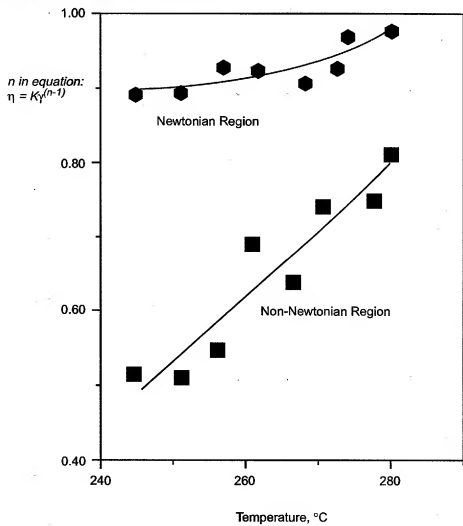 1.00
n in equation:
η = Kγ(n-1)
Newtonian Region
0.80
0.60
Non-Newtonian Region
0.40
240
260
280
Temperature, °C